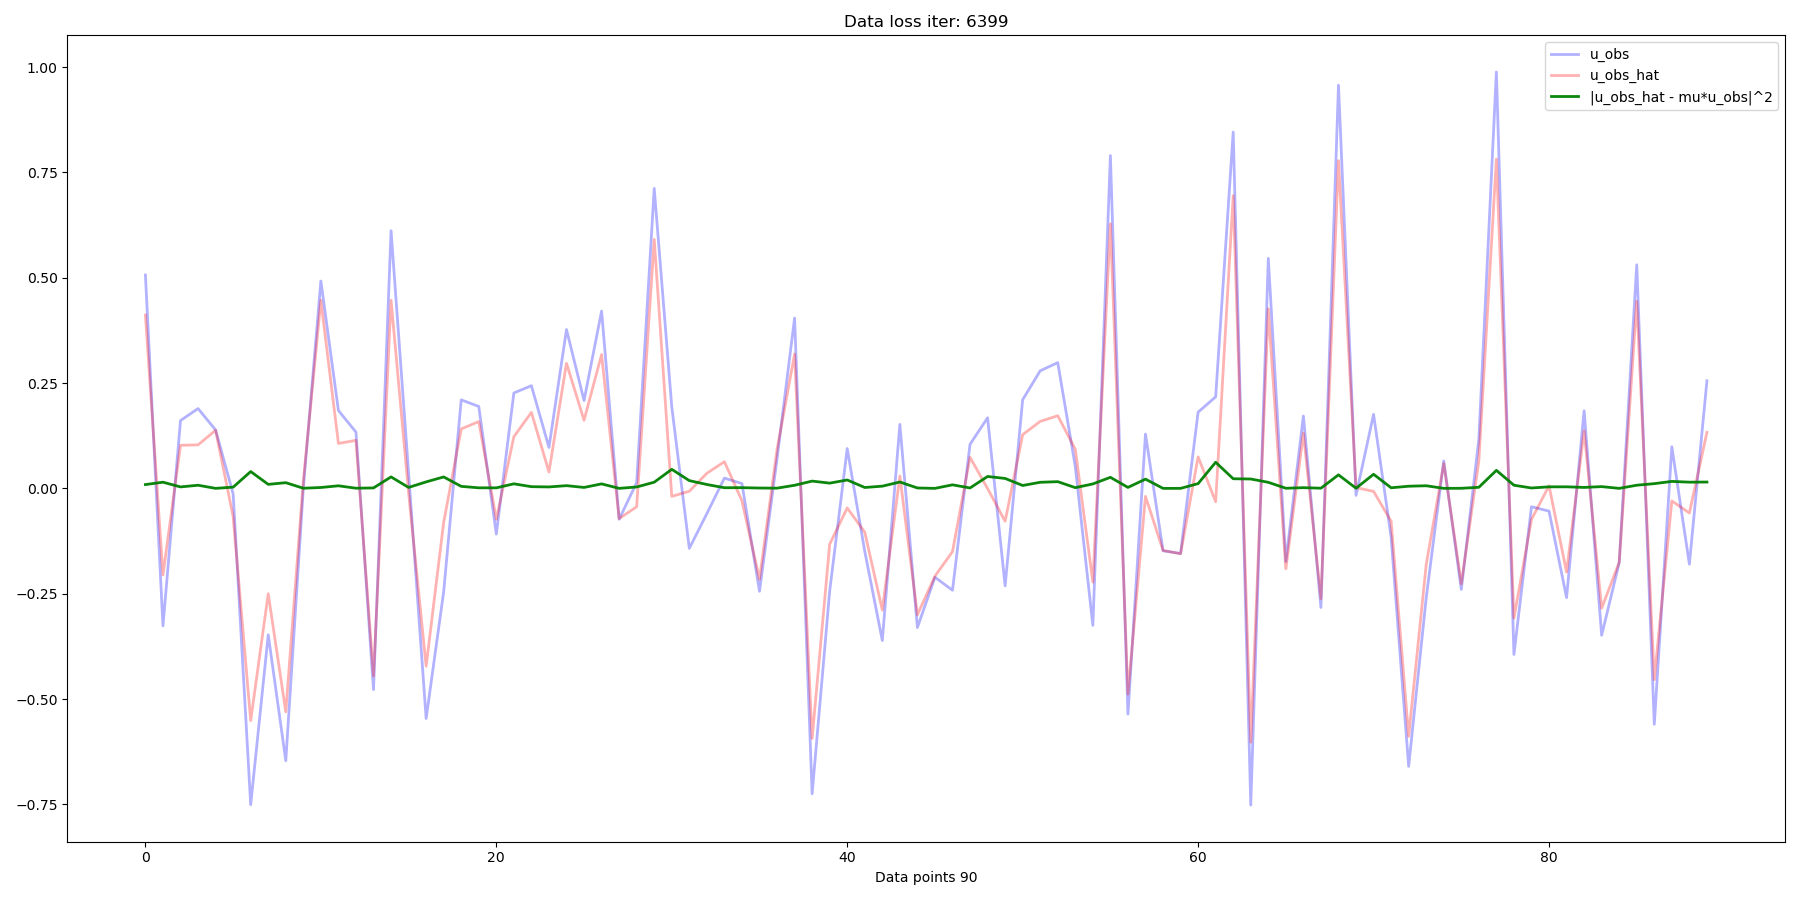 Data loss iter: 6399
u_obs
u_obs_hat
|u_obs_hat - mu*u_obs|^2
1.00
0.75
0.50
0.25
0.00
−0.25
−0.50
−0.75
0 20 40 60 80
Data points 90